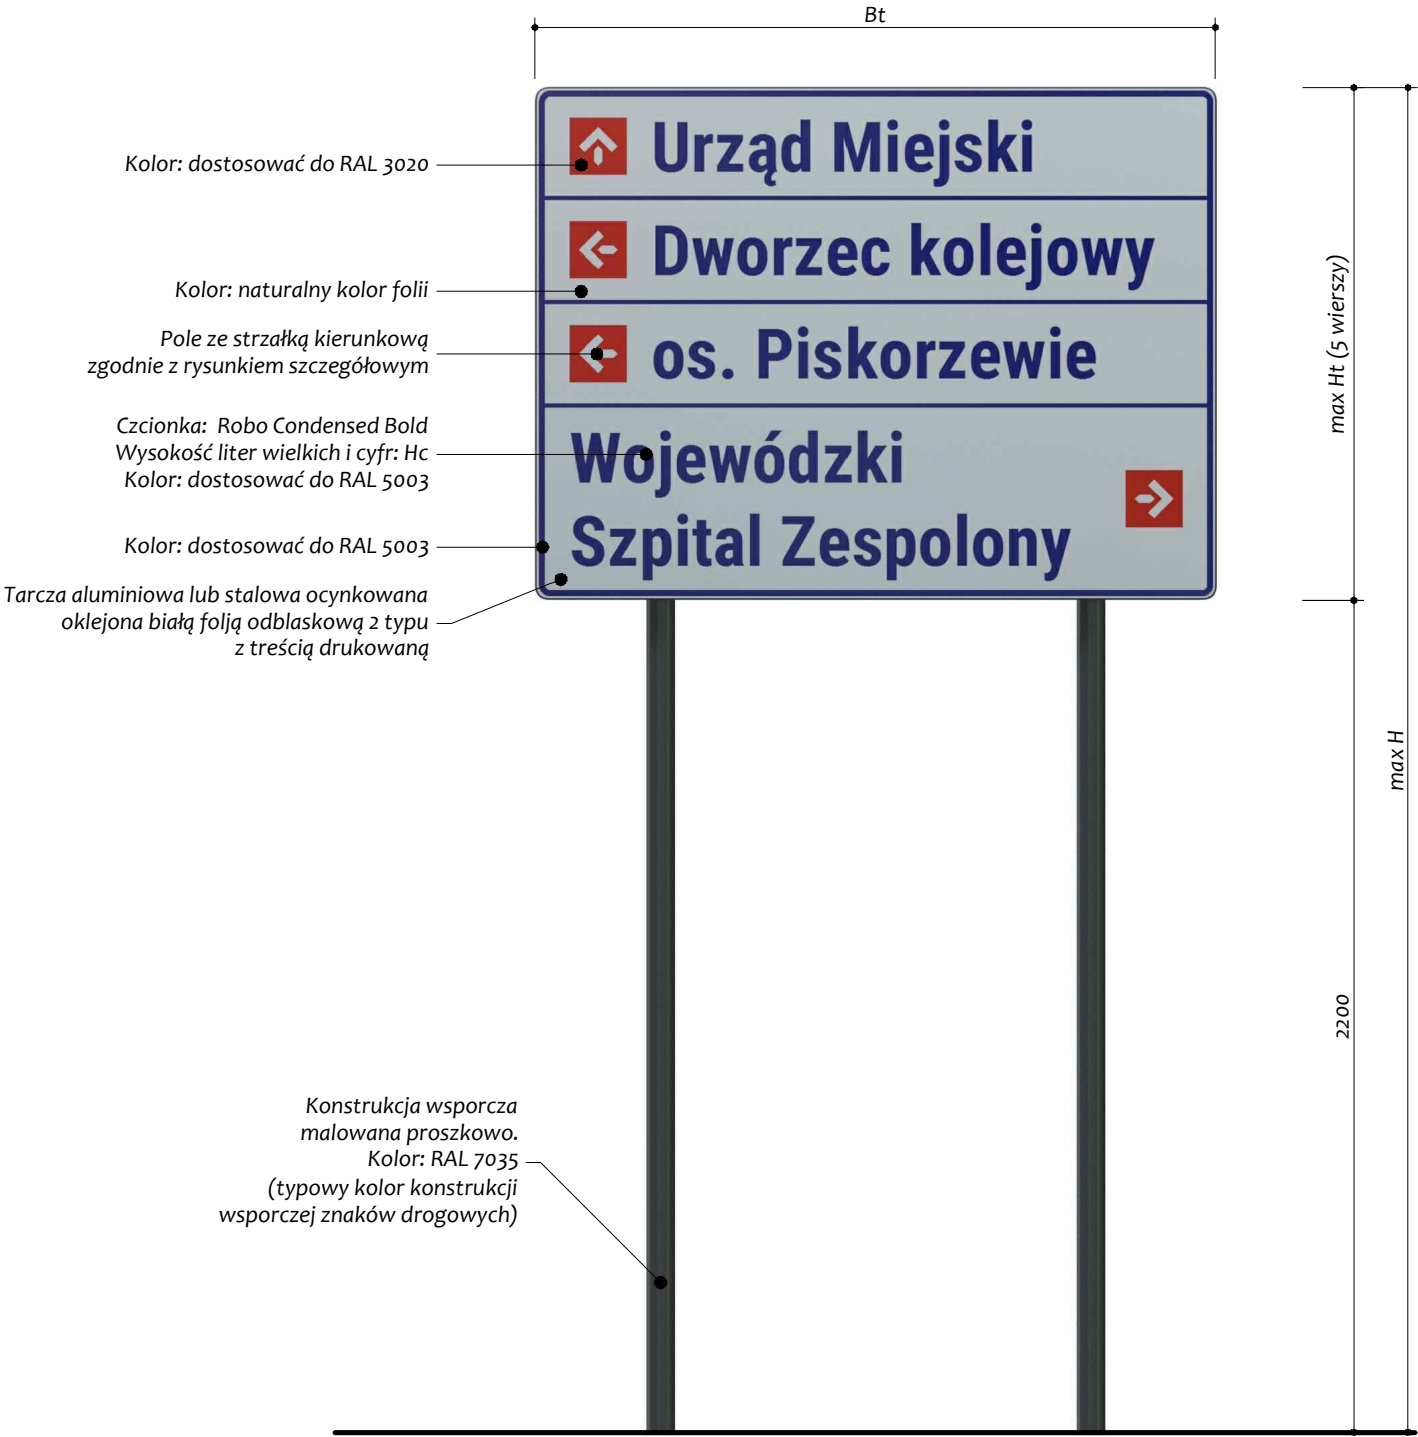 Bt
Urząd Miejski
Dworzec kolejowy
os. Piskorzewie
Wojewódzki
Szpital Zespolony
Kolor: dostosować do RAL 3020
Kolor: naturalny kolor folii
Pole ze strzałką kierunkową
zgodnie z rysunkiem szczegółowym
Czcionka: Robo Condensed Bold
Wysokość liter wielkich i cyfr: Hc
Kolor: dostosować do RAL 5003
Kolor: dostosować do RAL 5003
Tarcza aluminiowa lub stalowa ocynkowana
oklejona białą folją odblaskową 2 typu
z treścią drukowaną
Konstrukcja wsporcza
malowana proszkowo.
Kolor: RAL 7035
(typowy kolor konstrukcji
wsporczej znaków drogowych)
max Ht (5 wierszy)
2200
max H